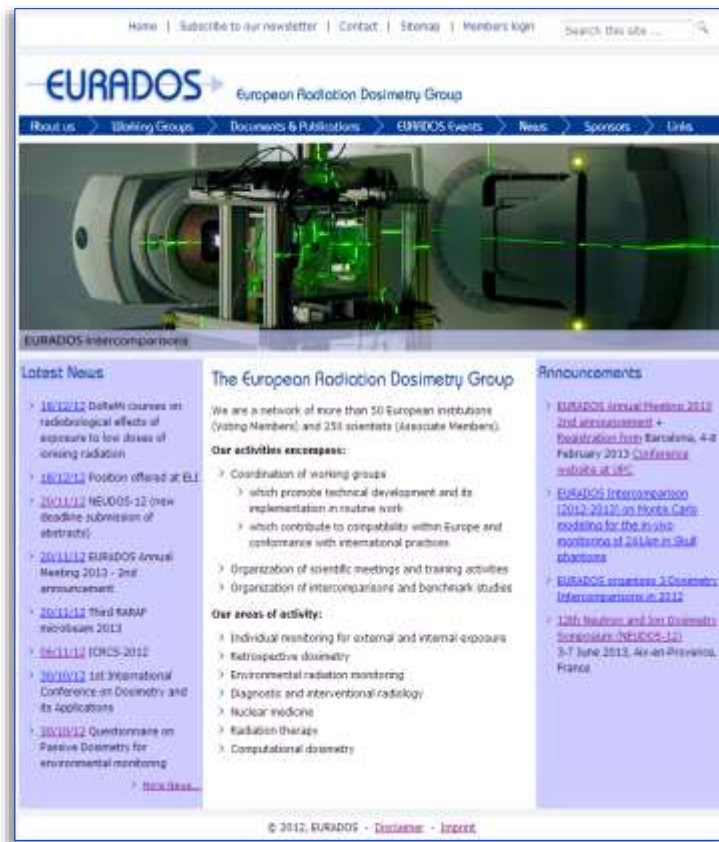 Home | Subscribe to our newsletter | Contact | Sitemap | Members login
Search this site ...
EURADOS
European Radiation Dosimetry Group
About us
Working Groups
Documents & Publications
EURADOS Events
News
Sponsors
Links
EURADOS Intercomparisons
Latest News
18/12/12 DoReMi courses on
radiobiological effects of
exposure to low doses of
ionising radiation
18/12/12 Position offered at ELI
20/11/12 NEUDOS-12 (new
deadline submission of
abstracts)
20/11/12 EURADOS Annual
Meeting 2013 - 2nd
announcement
20/11/12 Third RARAF
microbeam 2013
06/11/12 ICRCS-2012
30/10/12 1st International
Conference on Dosimetry and
its Applications
30/10/12 Questionnaire on
Passive Dosimetry for
environmental monitoring
More News...
The European Radiation Dosimetry Group
We are a network of more than 50 European institutions
(Voting Members) and 250 scientists (Associate Members).
Our activities encompass:
Coordination of working groups
which promote technical development and its
implementation in routine work
which contribute to compatibility within Europe and
conformance with international practices
Organization of scientific meetings and training activities
Organization of intercomparisons and benchmark studies
Our areas of activity:
Individual monitoring for external and internal exposure
Retrospective dosimetry
Environmental radiation monitoring
Diagnostic and interventional radiology
Nuclear medicine
Radiation therapy
Computational dosimetry
Announcements
EURADOS Annual Meeting 2013
2nd announcement +
Registration form Barcelona, 4-8
February 2013 Conference
website at UPC
EURADOS Intercomparison
(2012-2013) on Monte Carlo
modeling for the in-vivo
monitoring of 241Am in Skull
phantoms
EURADOS organises 3 Dosimetry
Intercomparisons in 2012
12th Neutron and Ion Dosimetry
Symposium (NEUDOS-12)
3-7 June 2013, Aix-en-Provence,
France
© 2012, EURADOS - Disclaimer - Imprint